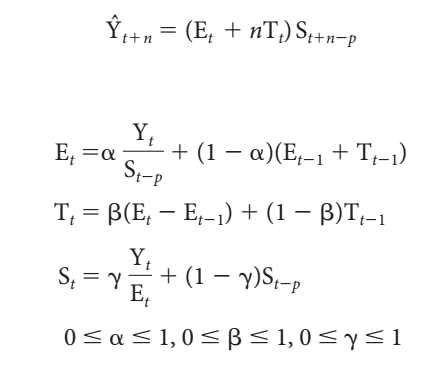 Ŷ_{t+n} = (E_t + nT_t) S_{t+n−p}
E_t = α Y_t/S_{t−p} + (1 − α)(E_{t−1} + T_{t−1})
T_t = β(E_t − E_{t−1}) + (1 − β)T_{t−1}
S_t = γ Y_t/E_t + (1 − γ)S_{t−p}
0 ≤ α ≤ 1, 0 ≤ β ≤ 1, 0 ≤ γ ≤ 1